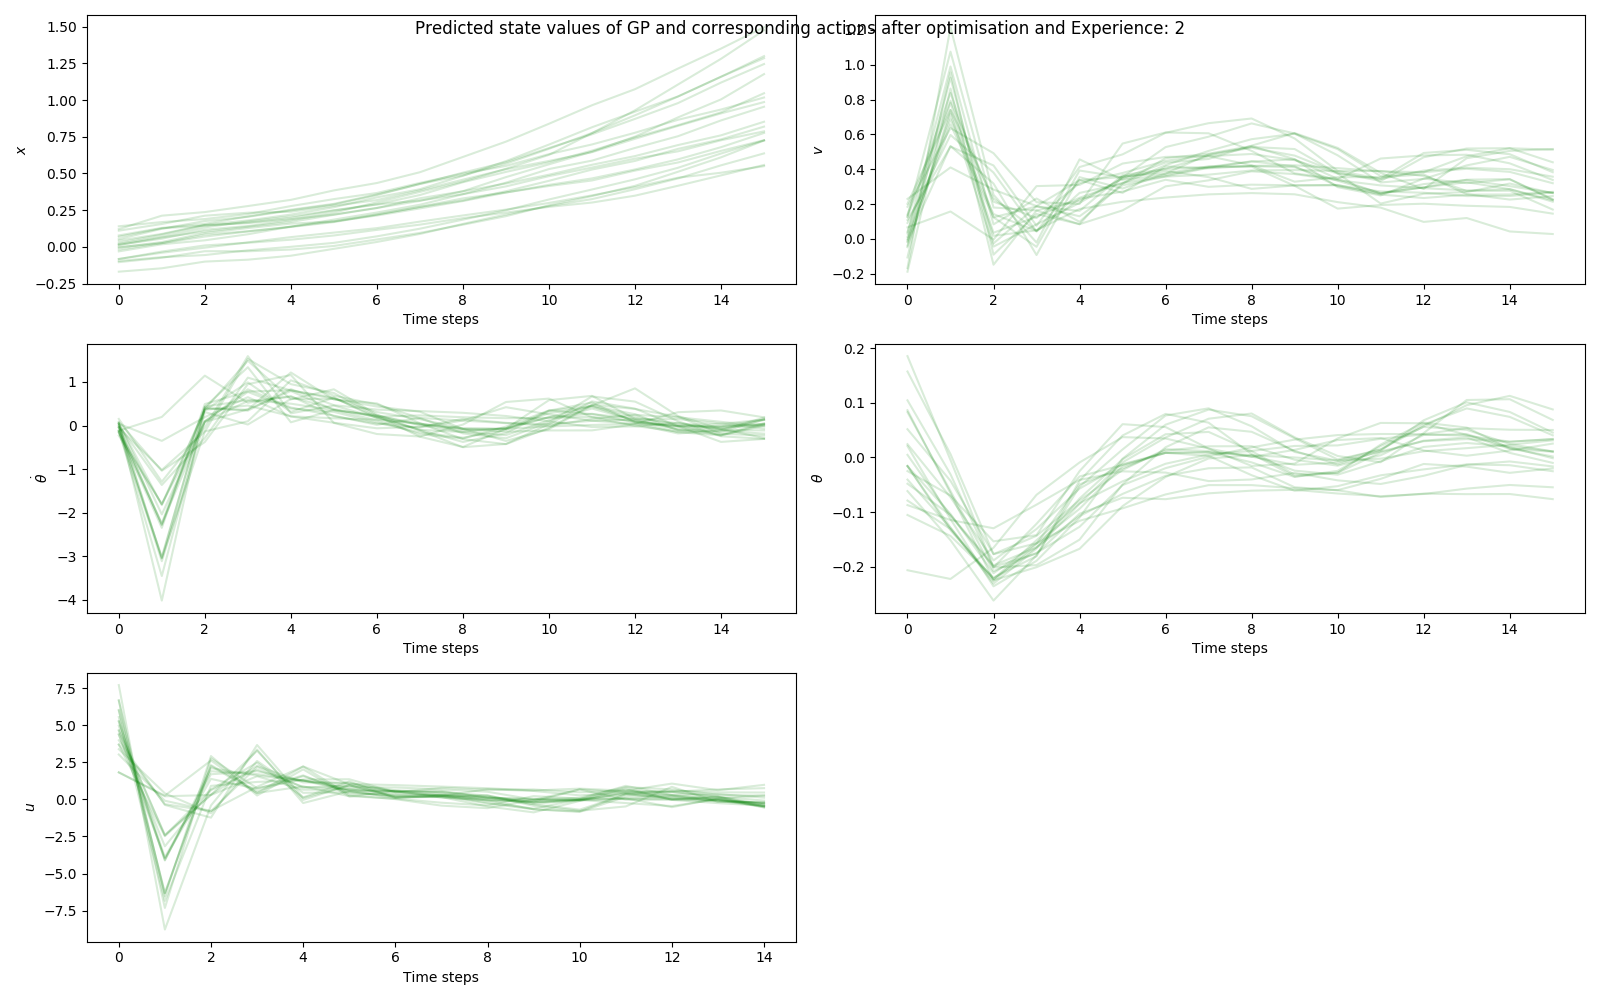 Predicted state values of GP and corresponding actions after optimisation and Experience: 2
1.50
1.25
1.00
0.75
0.50
0.25
0.00
−0.25
x
0 2 4 6 8 10 12 14
Time steps
1.2
1.0
0.8
0.6
0.4
0.2
0.0
−0.2
v
0 2 4 6 8 10 12 14
Time steps
1
0
−1
−2
−3
−4
θ̇
0 2 4 6 8 10 12 14
Time steps
0.2
0.1
0.0
−0.1
−0.2
θ
0 2 4 6 8 10 12 14
Time steps
7.5
5.0
2.5
0.0
−2.5
−5.0
−7.5
u
0 2 4 6 8 10 12 14
Time steps